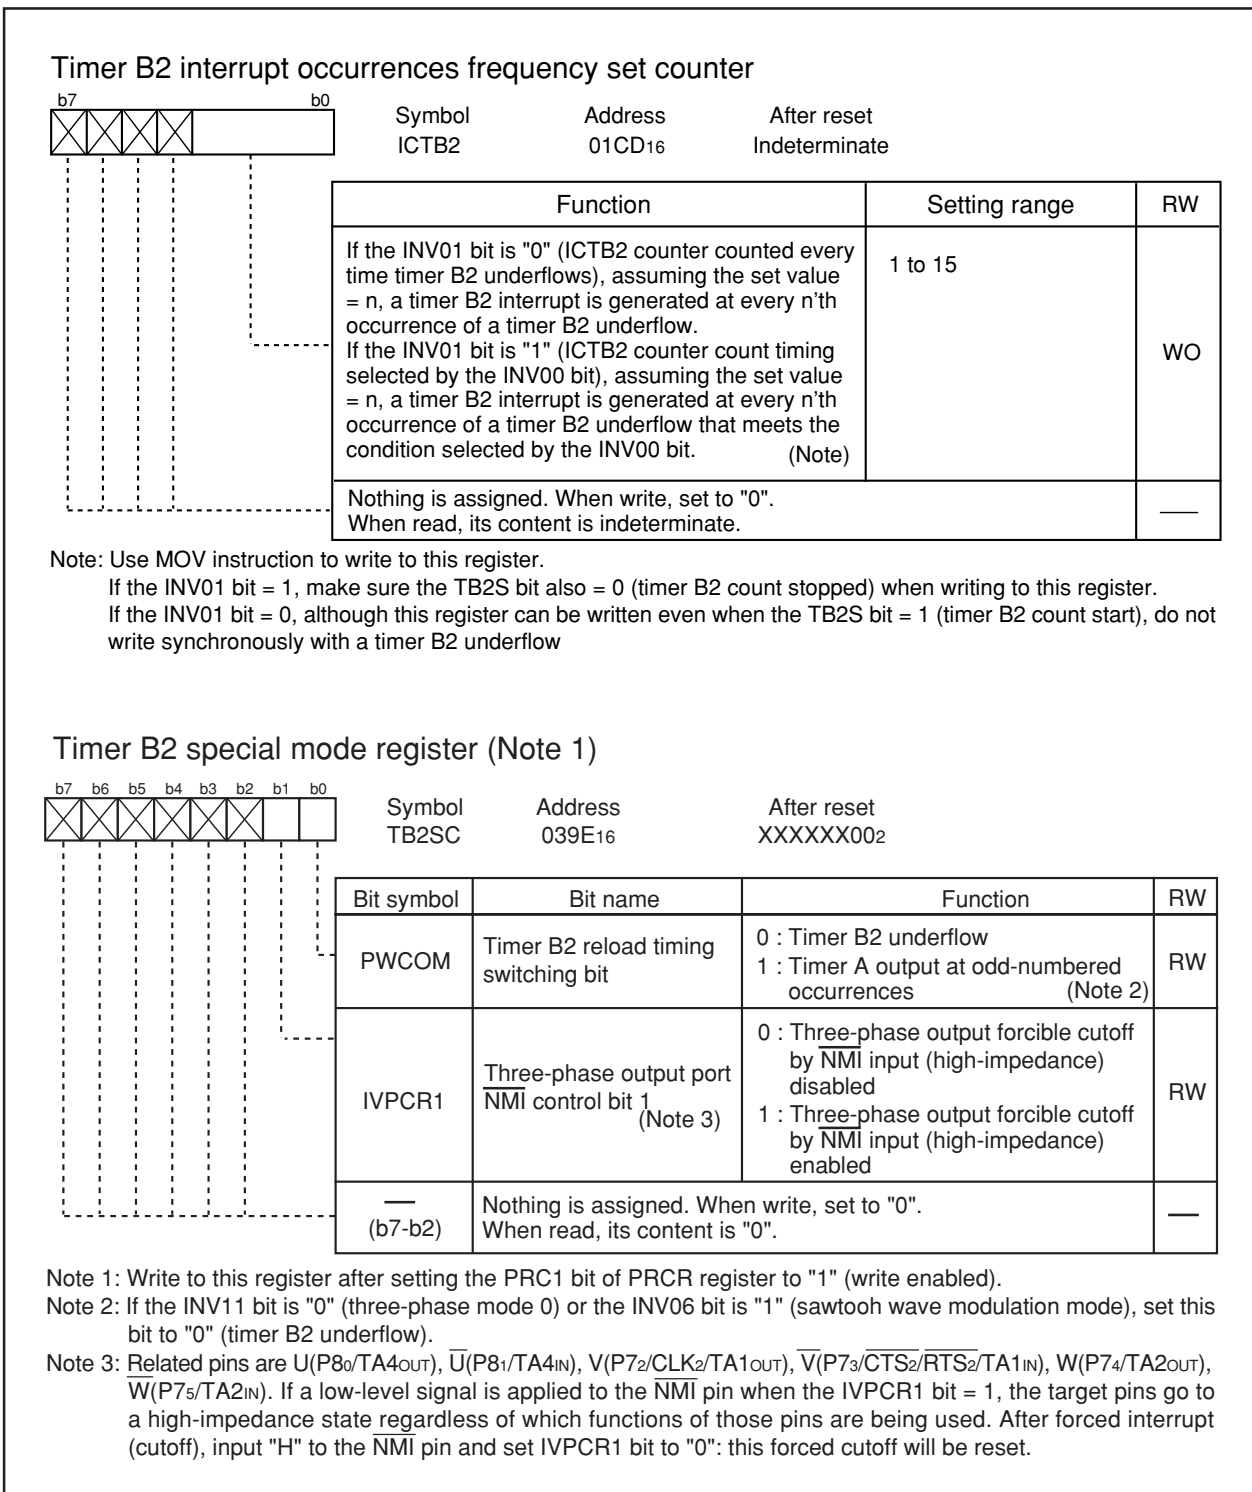 Timer B2 interrupt occurrences frequency set counter
b7 b0
Symbol Address After reset
ICTB2 01CD16 Indeterminate
Function Setting range RW
If the INV01 bit is "0" (ICTB2 counter counted every
time timer B2 underflows), assuming the set value
= n, a timer B2 interrupt is generated at every n'th
occurrence of a timer B2 underflow.
If the INV01 bit is "1" (ICTB2 counter count timing
selected by the INV00 bit), assuming the set value
= n, a timer B2 interrupt is generated at every n'th
occurrence of a timer B2 underflow that meets the
condition selected by the INV00 bit. (Note)
1 to 15
WO
Nothing is assigned. When write, set to "0".
When read, its content is indeterminate.
—
Note: Use MOV instruction to write to this register.
If the INV01 bit = 1, make sure the TB2S bit also = 0 (timer B2 count stopped) when writing to this register.
If the INV01 bit = 0, although this register can be written even when the TB2S bit = 1 (timer B2 count start), do not
write synchronously with a timer B2 underflow
Timer B2 special mode register (Note 1)
b7 b6 b5 b4 b3 b2 b1 b0
Symbol Address After reset
TB2SC 039E16 XXXXXX002
Bit symbol Bit name Function RW
PWCOM
Timer B2 reload timing
switching bit
0 : Timer B2 underflow
1 : Timer A output at odd-numbered
occurrences (Note 2)
RW
IVPCR1
Three-phase output port
N̅M̅I̅ control bit 1
(Note 3)
0 : Three-phase output forcible cutoff
by N̅M̅I̅ input (high-impedance)
disabled
1 : Three-phase output forcible cutoff
by N̅M̅I̅ input (high-impedance)
enabled
RW
—
(b7-b2)
Nothing is assigned. When write, set to "0".
When read, its content is "0".
—
Note 1: Write to this register after setting the PRC1 bit of PRCR register to "1" (write enabled).
Note 2: If the INV11 bit is "0" (three-phase mode 0) or the INV06 bit is "1" (sawtooh wave modulation mode), set this
bit to "0" (timer B2 underflow).
Note 3: Related pins are U(P80/TA4OUT), U̅(P81/TA4IN), V(P72/CLK2/TA1OUT), V̅(P73/C̅T̅S̅2̅/R̅T̅S̅2̅/TA1IN), W(P74/TA2OUT),
W̅(P75/TA2IN). If a low-level signal is applied to the N̅M̅I̅ pin when the IVPCR1 bit = 1, the target pins go to
a high-impedance state regardless of which functions of those pins are being used. After forced interrupt
(cutoff), input "H" to the N̅M̅I̅ pin and set IVPCR1 bit to "0": this forced cutoff will be reset.